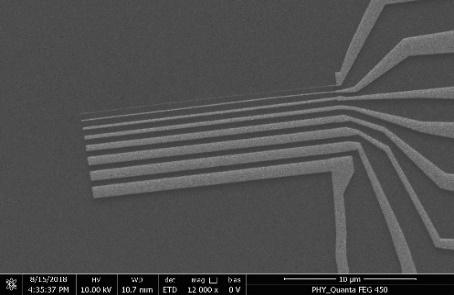 8/15/2018 HV WD det mag bias 10 µm
4:35:37 PM 10.00 kV 10.7 mm ETD 12 000 x 0 V PHY_Quanta FEG 450